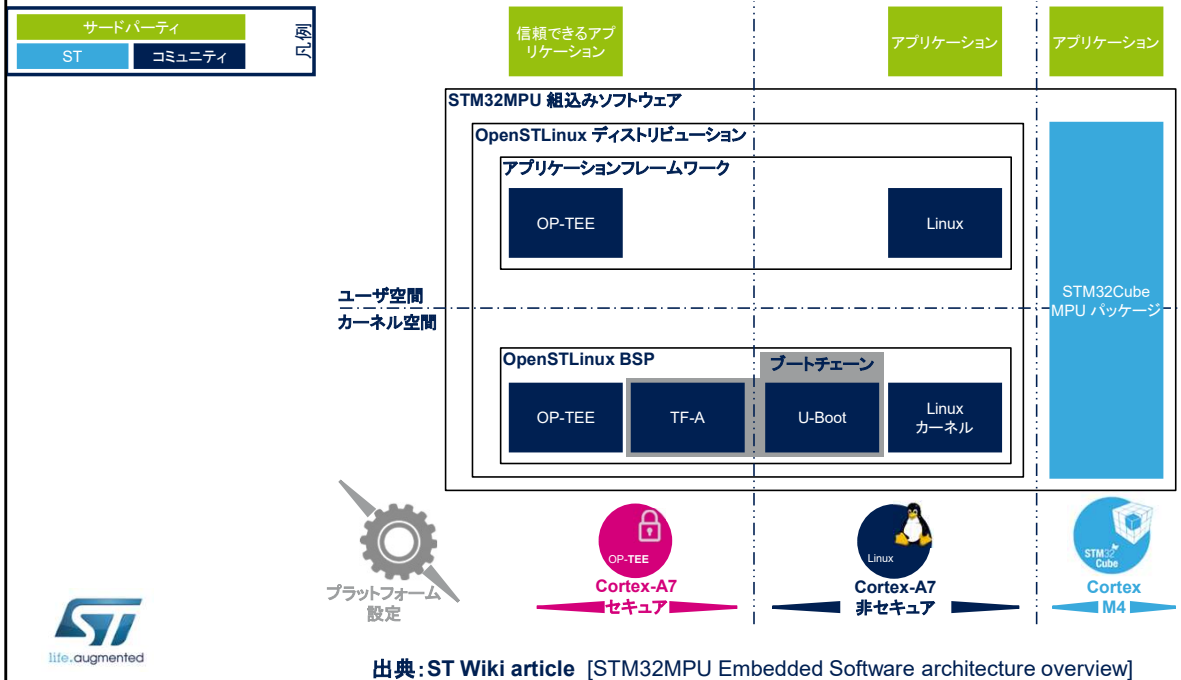 サードパーティ
ST
コミュニティ
凡例
信頼できるアプ
リケーション
アプリケーション
アプリケーション
STM32MPU 組込みソフトウェア
OpenSTLinux ディストリビューション
アプリケーションフレームワーク
OP-TEE
Linux
STM32Cube
MPU パッケージ
ユーザ空間
カーネル空間
OpenSTLinux BSP
ブートチェーン
OP-TEE
TF-A
U-Boot
Linux
カーネル
プラットフォーム
設定
OP-TEE
Cortex-A7
セキュア
Linux
Cortex-A7
非セキュア
STM32
Cube
Cortex
M4
ST
life.augmented
出典：ST Wiki article [STM32MPU Embedded Software architecture overview]